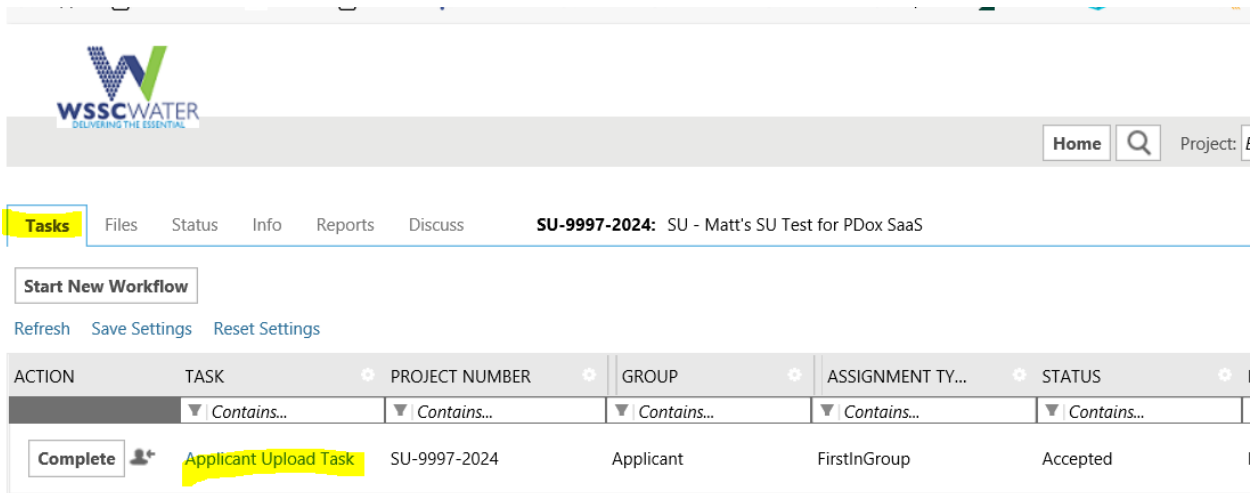 WSSCWATER
DELIVERING THE ESSENTIAL
Home Project:
Tasks Files Status Info Reports Discuss SU-9997-2024: SU - Matt's SU Test for PDox SaaS
Start New Workflow
Refresh Save Settings Reset Settings
ACTION TASK PROJECT NUMBER GROUP ASSIGNMENT TY... STATUS
Contains... Contains... Contains... Contains... Contains...
Complete Applicant Upload Task SU-9997-2024 Applicant FirstInGroup Accepted